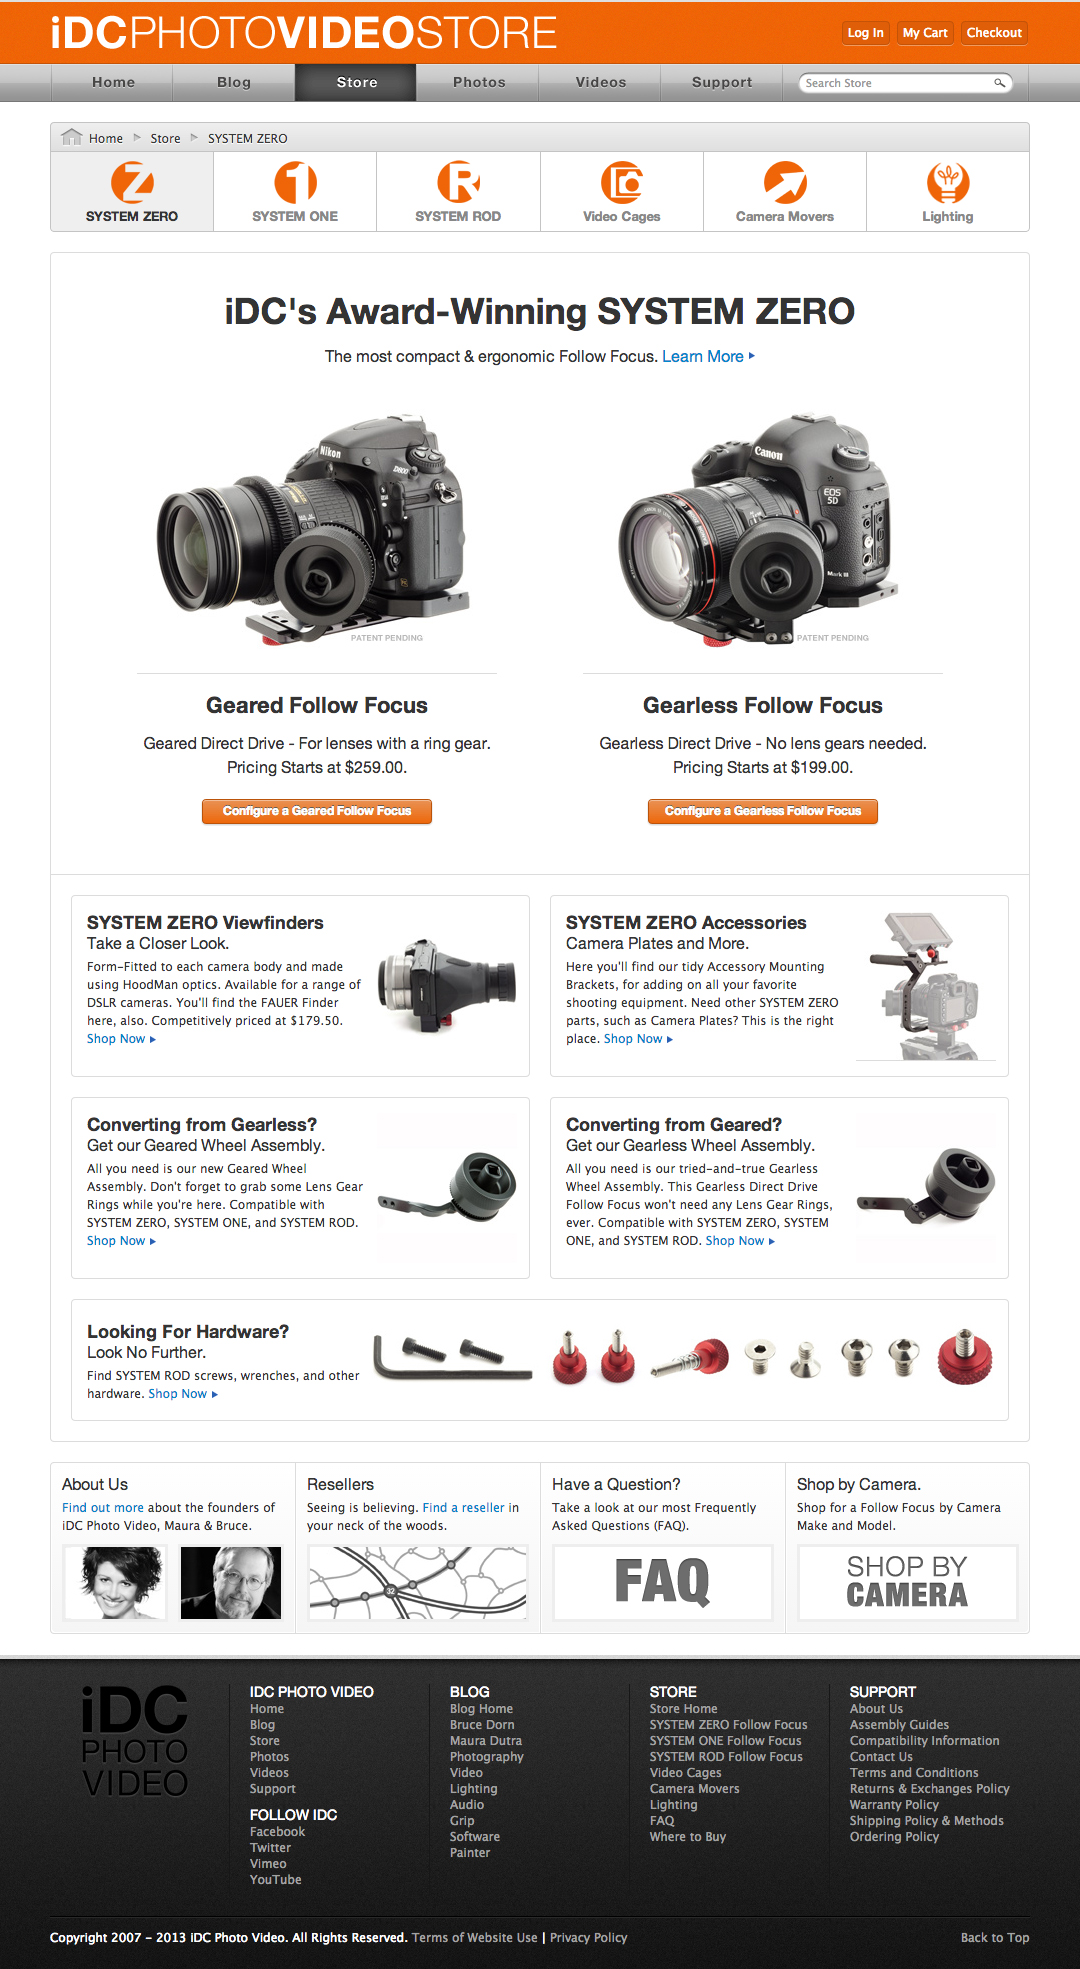 iDCPHOTOVIDEOSTORE
Log In
My Cart
Checkout
Home
Blog
Store
Photos
Videos
Support
Search Store
Home
Store
SYSTEM ZERO
SYSTEM ZERO
SYSTEM ONE
SYSTEM ROD
Video Cages
Camera Movers
Lighting
iDC's Award-Winning SYSTEM ZERO
The most compact & ergonomic Follow Focus. Learn More
Nikon
D800
PATENT PENDING
Canon
EOS
5D
Mark III
PATENT PENDING
Geared Follow Focus
Geared Direct Drive - For lenses with a ring gear.
Pricing Starts at $259.00.
Configure a Geared Follow Focus
Gearless Follow Focus
Gearless Direct Drive - No lens gears needed.
Pricing Starts at $199.00.
Configure a Gearless Follow Focus
SYSTEM ZERO Viewfinders
Take a Closer Look.
Form-Fitted to each camera body and made
using HoodMan optics. Available for a range of
DSLR cameras. You'll find the FAUER Finder
here, also. Competitively priced at $179.50.
Shop Now
SYSTEM ZERO Accessories
Camera Plates and More.
Here you'll find our tidy Accessory Mounting
Brackets, for adding on all your favorite
shooting equipment. Need other SYSTEM ZERO
parts, such as Camera Plates? This is the right
place. Shop Now
Converting from Gearless?
Get our Geared Wheel Assembly.
All you need is our new Geared Wheel
Assembly. Don't forget to grab some Lens Gear
Rings while you're here. Compatible with
SYSTEM ZERO, SYSTEM ONE, and SYSTEM ROD.
Shop Now
Converting from Geared?
Get our Gearless Wheel Assembly.
All you need is our tried-and-true Gearless
Wheel Assembly. This Gearless Direct Drive
Follow Focus won't need any Lens Gear Rings,
ever. Compatible with SYSTEM ZERO, SYSTEM
ONE, and SYSTEM ROD. Shop Now
Looking For Hardware?
Look No Further.
Find SYSTEM ROD screws, wrenches, and other
hardware. Shop Now
About Us
Find out more about the founders of
iDC Photo Video, Maura & Bruce.
Resellers
Seeing is believing. Find a reseller in
your neck of the woods.
32
Have a Question?
Take a look at our most Frequently
Asked Questions (FAQ).
FAQ
Shop by Camera.
Shop for a Follow Focus by Camera
Make and Model.
SHOP BY
CAMERA
iDC
PHOTO
VIDEO
IDC PHOTO VIDEO
Home
Blog
Store
Photos
Videos
Support
FOLLOW IDC
Facebook
Twitter
Vimeo
YouTube
BLOG
Blog Home
Bruce Dorn
Maura Dutra
Photography
Video
Lighting
Audio
Grip
Software
Painter
STORE
Store Home
SYSTEM ZERO Follow Focus
SYSTEM ONE Follow Focus
SYSTEM ROD Follow Focus
Video Cages
Camera Movers
Lighting
FAQ
Where to Buy
SUPPORT
About Us
Assembly Guides
Compatibility Information
Contact Us
Terms and Conditions
Returns & Exchanges Policy
Warranty Policy
Shipping Policy & Methods
Ordering Policy
Copyright 2007 - 2013 iDC Photo Video. All Rights Reserved. Terms of Website Use | Privacy Policy
Back to Top